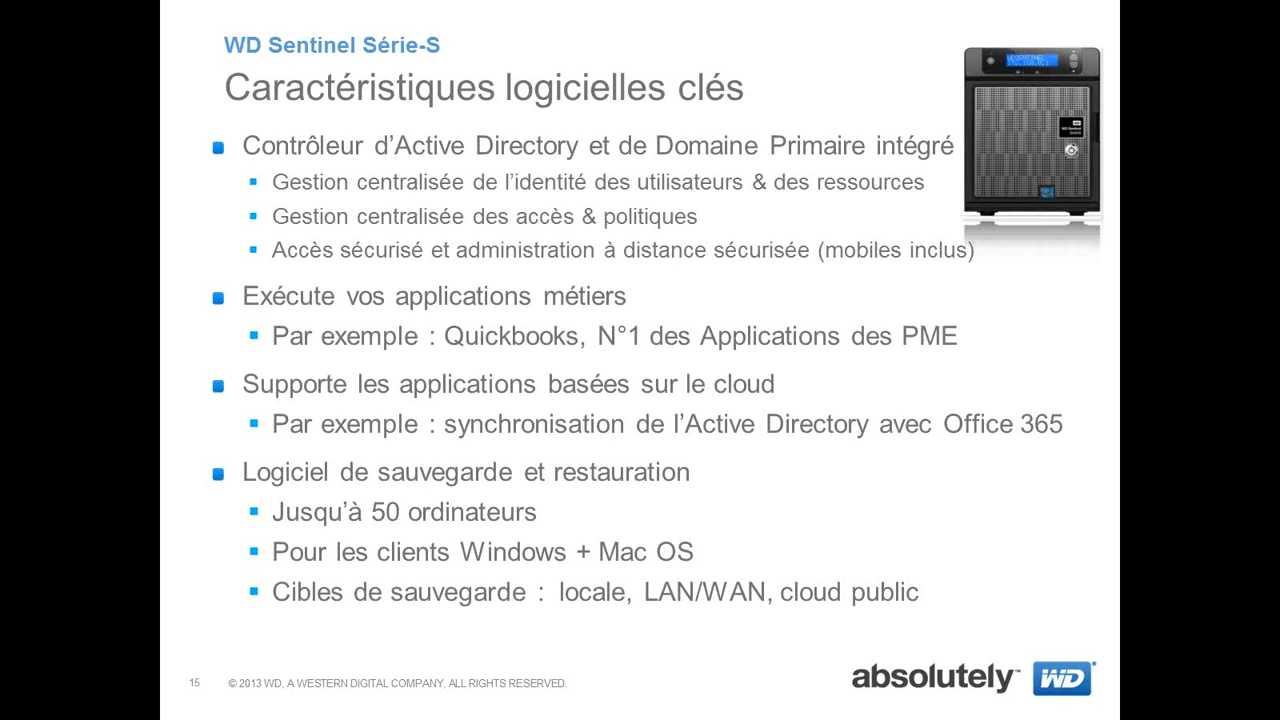 WD Sentinel Série-S
Caractéristiques logicielles clés
Contrôleur d’Active Directory et de Domaine Primaire intégré
Gestion centralisée de l’identité des utilisateurs & des ressources
Gestion centralisée des accès & politiques
Accès sécurisé et administration à distance sécurisée (mobiles inclus)
Exécute vos applications métiers
Par exemple : Quickbooks, N°1 des Applications des PME
Supporte les applications basées sur le cloud
Par exemple : synchronisation de l’Active Directory avec Office 365
Logiciel de sauvegarde et restauration
Jusqu’à 50 ordinateurs
Pour les clients Windows + Mac OS
Cibles de sauvegarde : locale, LAN/WAN, cloud public
15 © 2013 WD, A WESTERN DIGITAL COMPANY, ALL RIGHTS RESERVED.
absolutely™ WD®